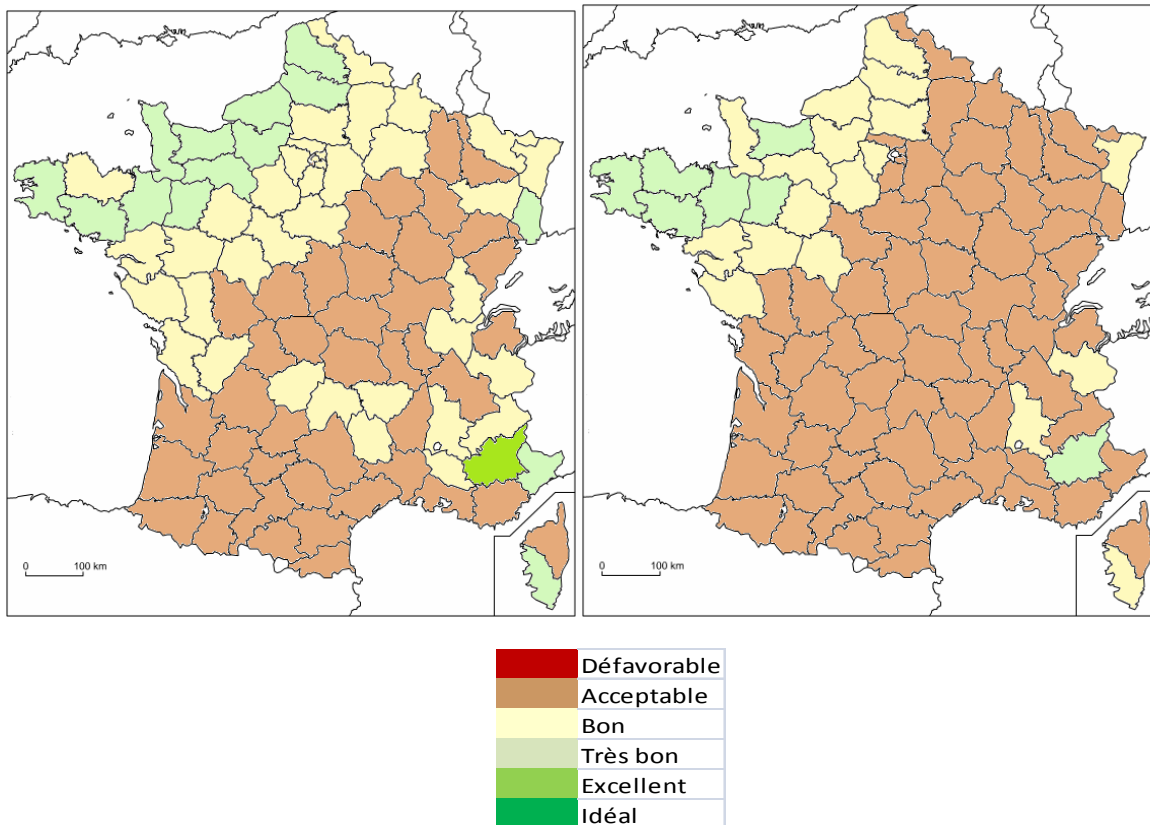 0 100 km
0 100 km
Défavorable
Acceptable
Bon
Très bon
Excellent
Idéal